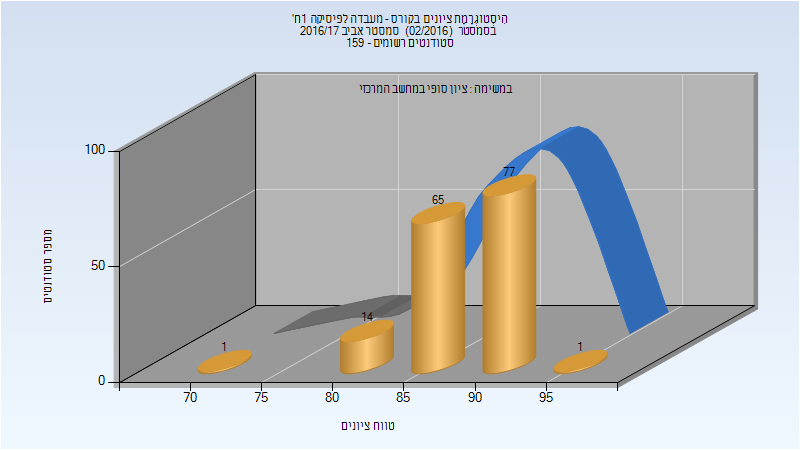 היסטוגרמת ציונים בקורס - מעבדה לפיסיקה 1ח'
בסמסטר (02/2016) סמסטר אביב 2016/17
סטודנטים רשומים - 159
במשימה : ציון סופי במחשב המרכזי
מספר סטודנטים
100
50
0
1
14
65
77
1
70 75 80 85 90 95
טווח ציונים